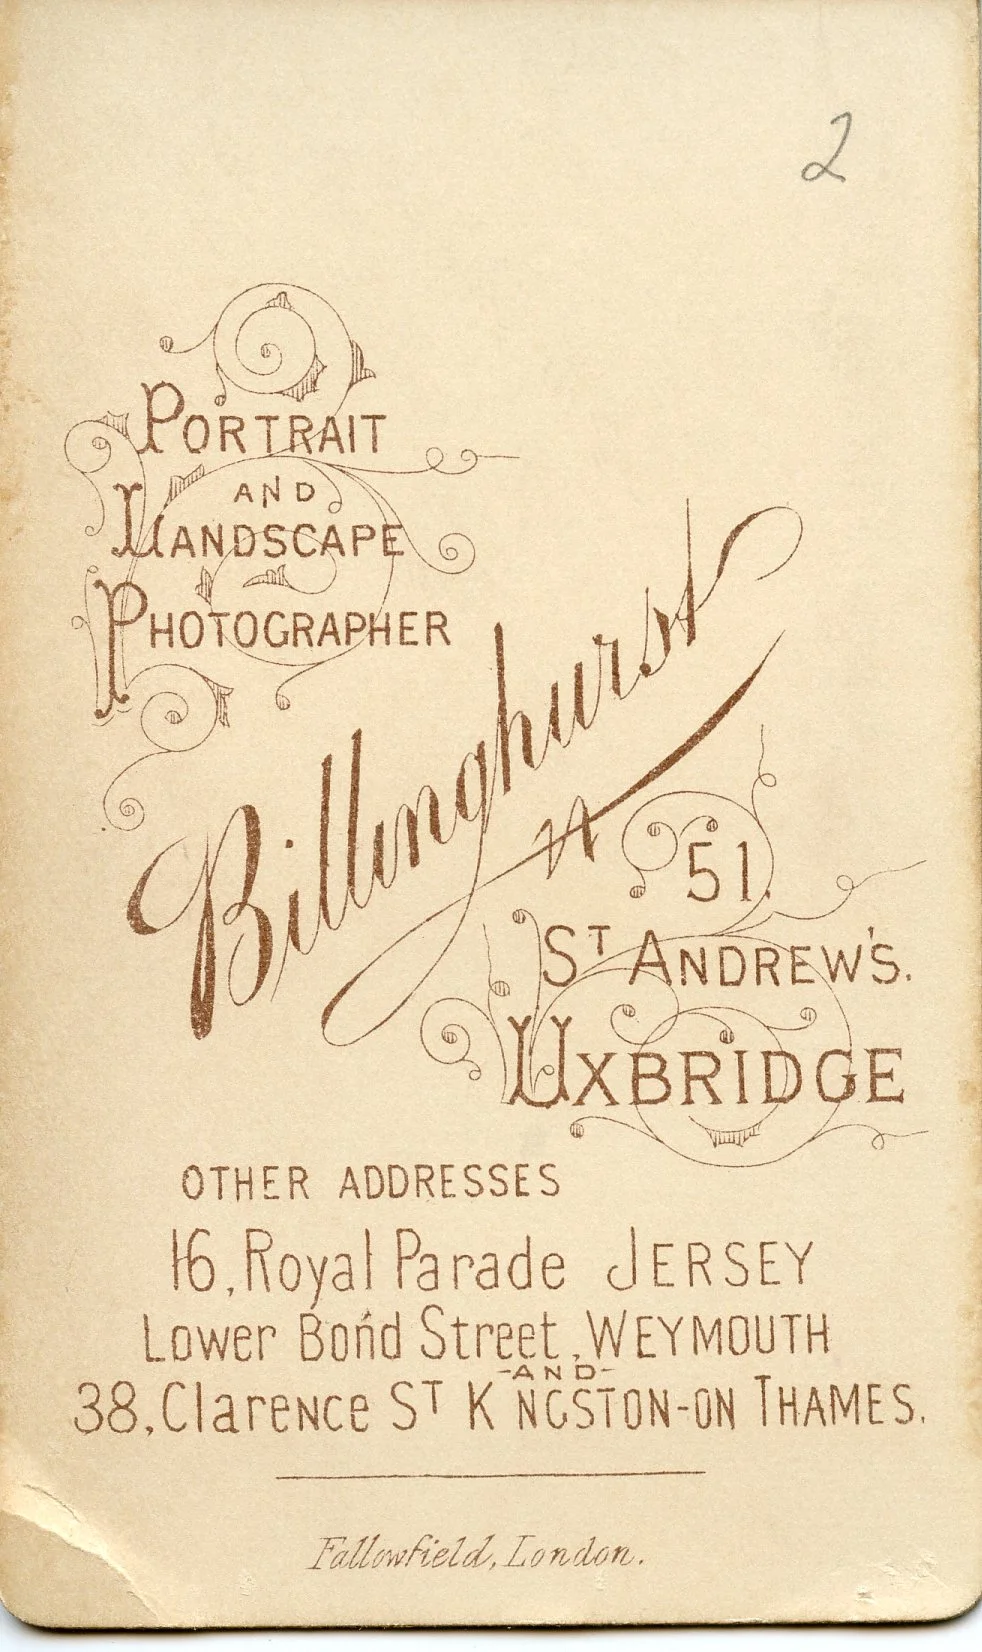 2
PORTRAIT
AND
LANDSCAPE
PHOTOGRAPHER
Billinghurst
51.
ST ANDREW'S.
UXBRIDGE
OTHER ADDRESSES
16, Royal Parade JERSEY
Lower Bond Street, WEYMOUTH
-AND-
38, Clarence ST K NGSTON-ON THAMES.
Fallowfield, London.